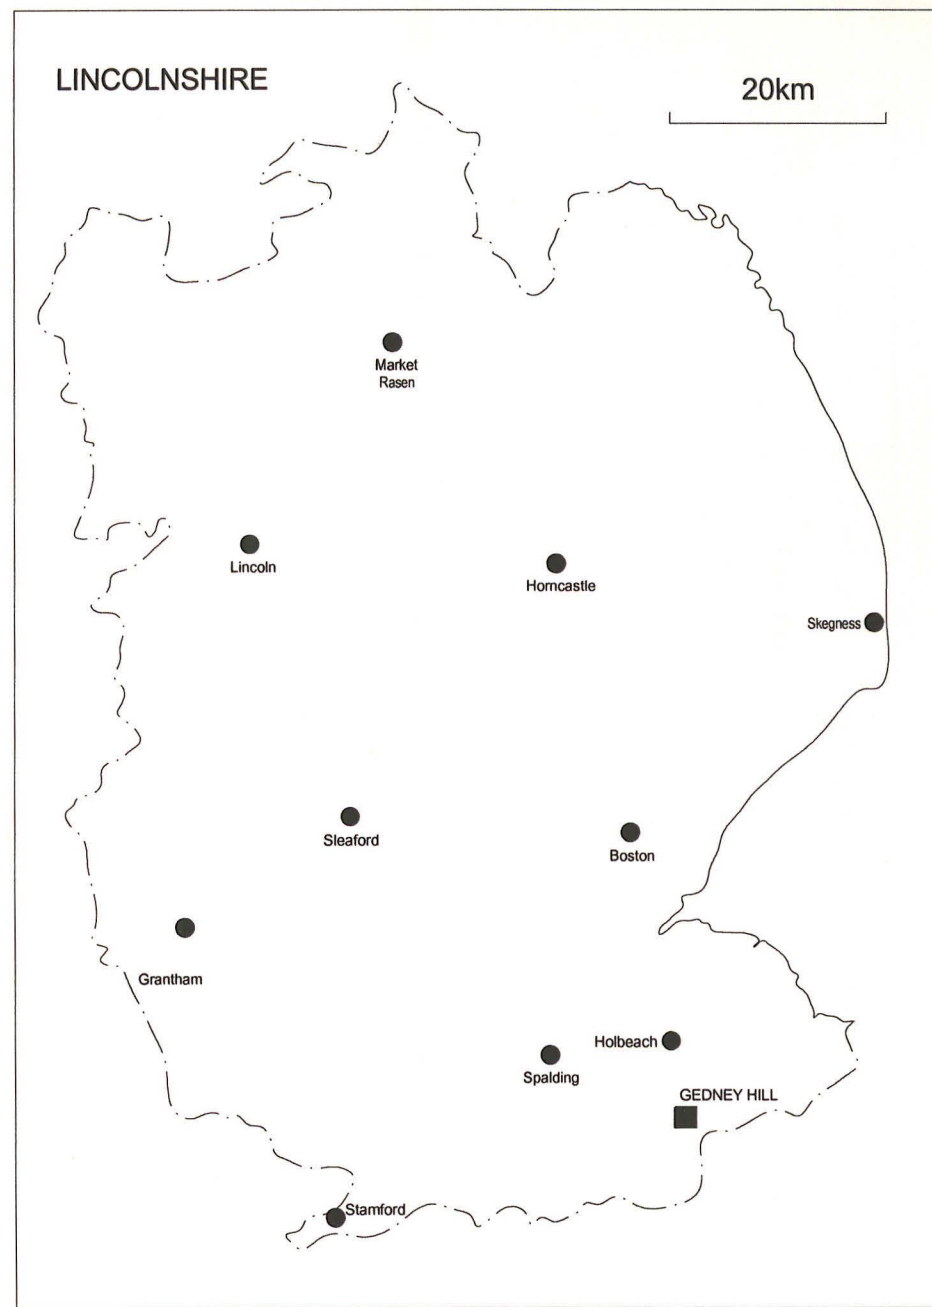 LINCOLNSHIRE
20km
Market
Rasen
Lincoln
Horncastle
Skegness
Sleaford
Boston
Grantham
Holbeach
Spalding
GEDNEY HILL
Stamford